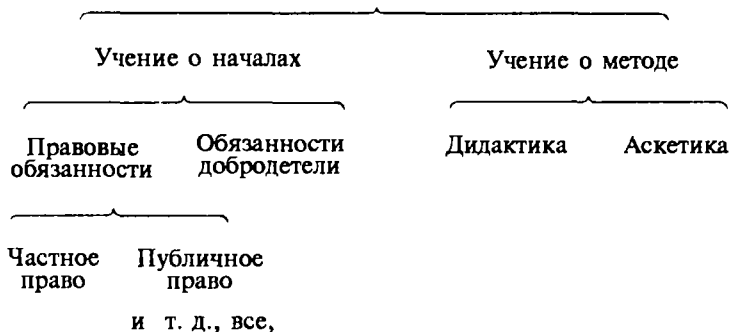 Учение о началах
Учение о методе
Правовые
обязанности
Обязанности
добродетели
Дидактика
Аскетика
Частное
право
Публичное
право
и т. д., все,